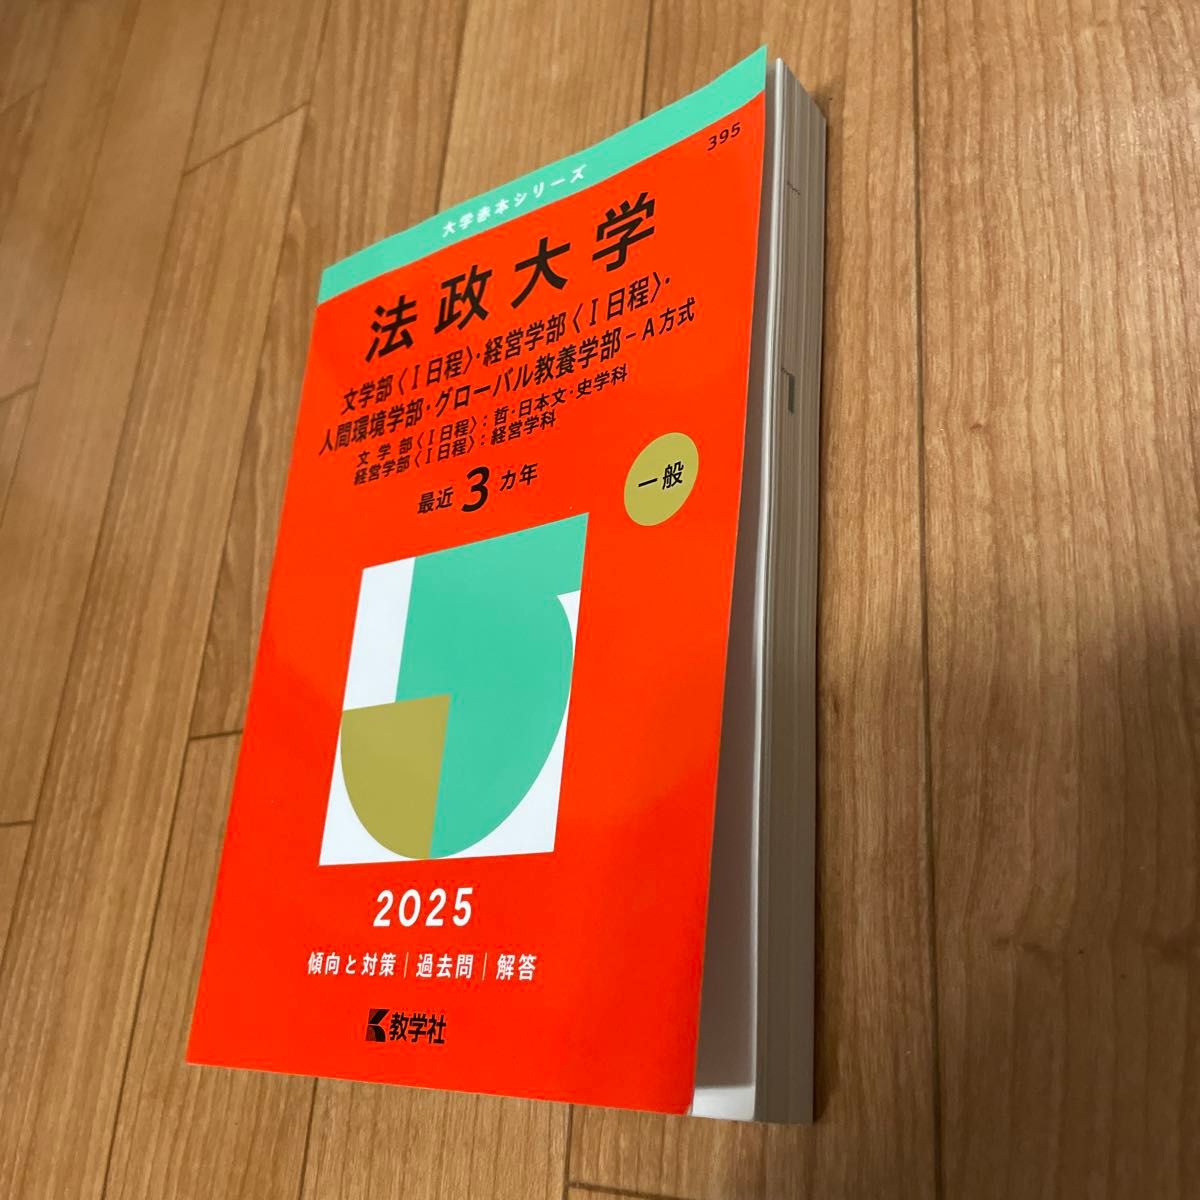 395
大学赤本シリーズ
法政大学
文学部〈Ⅰ日程〉・経営学部〈Ⅰ日程〉・
人間環境学部・グローバル教養学部－A方式
文学部〈Ⅰ日程〉:哲・日本文・史学科
経営学部〈Ⅰ日程〉:経営学科
最近3カ年
一般
2025
傾向と対策|過去問|解答
教学社